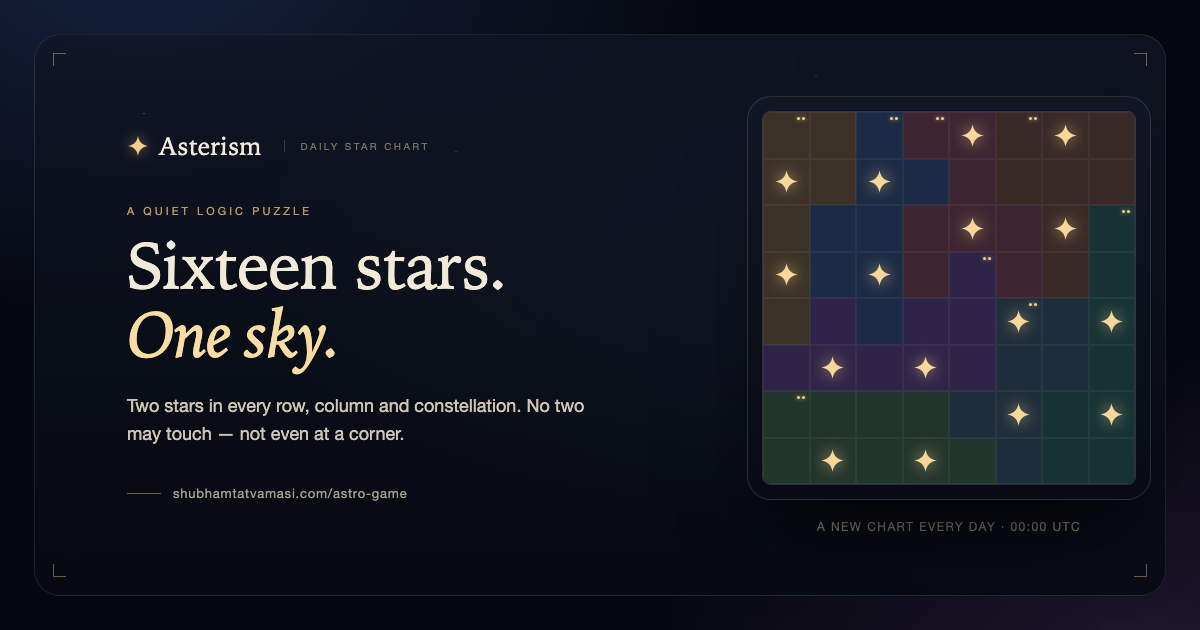 Asterism
DAILY STAR CHART
A QUIET LOGIC PUZZLE
Sixteen stars.
One sky.
Two stars in every row, column and constellation. No two
may touch — not even at a corner.
shubhamtatvamasi.com/astro-game
A NEW CHART EVERY DAY · 00:00 UTC